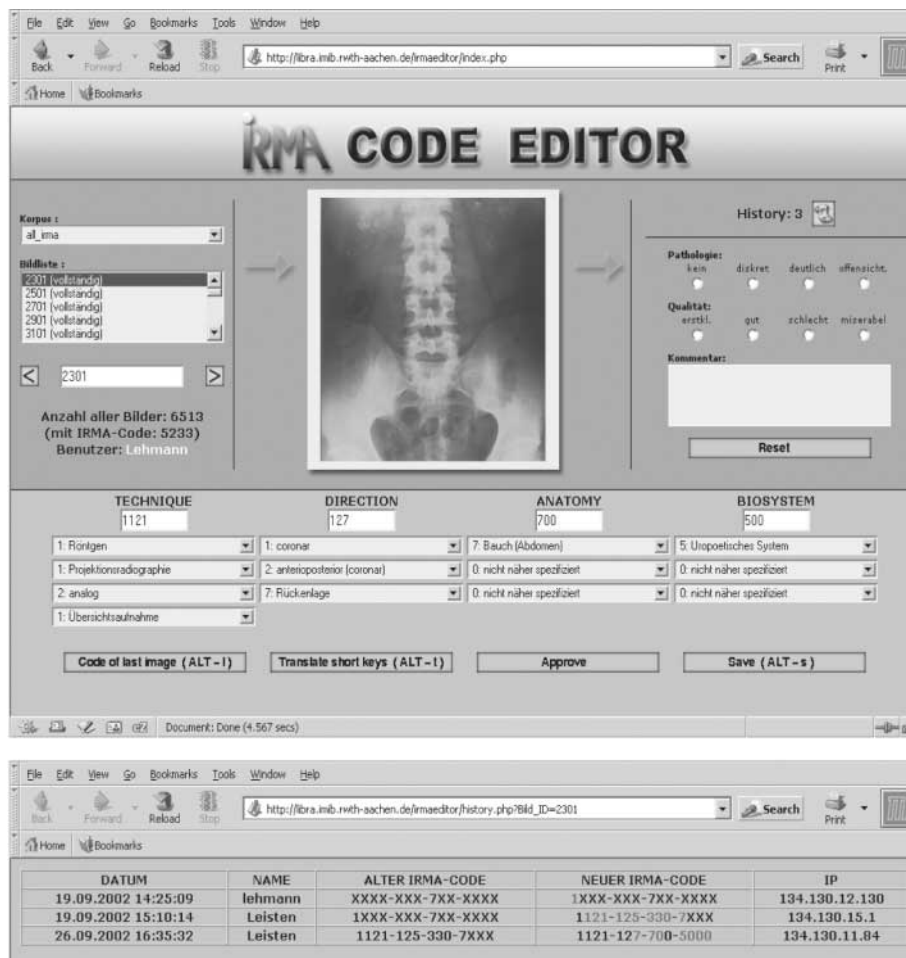 File Edit View Go Bookmarks Tools Window Help
Back Forward Reload Stop http://libra.imib.rwth-aachen.de/irmaeditor/index.php Search Print
Home Bookmarks
IRMA CODE EDITOR
Korpus :
all_irma
Bildliste :
2301 (vollständig)
2501 (vollständig)
2701 (vollständig)
2901 (vollständig)
3101 (vollständig)
< 2301 >
Anzahl aller Bilder: 6513
(mit IRMA-Code: 5233)
Benutzer: Lehmann
History: 3
Pathologie:
kein diskret deutlich offensicht.
Qualität:
erstkl. gut schlecht miserabel
Kommentar:
Reset
TECHNIQUE DIRECTION ANATOMY BIOSYSTEM
1121 127 700 500
1: Röntgen 1: coronar 7: Bauch (Abdomen) 5: Uropoetisches System
1: Projektionsradiographie 2: anterioposterior (coronar) 0: nicht näher spezifiziert 0: nicht näher spezifiziert
2: analog 7: Rückenlage 0: nicht näher spezifiziert 0: nicht näher spezifiziert
1: Übersichtsaufnahme
Code of last image (ALT-l) Translate short keys (ALT-t) Approve Save (ALT-s)
Document: Done (4.567 secs)
File Edit View Go Bookmarks Tools Window Help
Back Forward Reload Stop http://libra.imib.rwth-aachen.de/irmaeditor/history.php?Bild_ID=2301 Search Print
Home Bookmarks
DATUM NAME ALTER IRMA-CODE NEUER IRMA-CODE IP
19.09.2002 14:25:09 lehmann XXXX-XXX-7XX-XXXX 1XXX-XXX-7XX-XXXX 134.130.12.130
19.09.2002 15:10:14 Leisten 1XXX-XXX-7XX-XXXX 1121-125-330-7XXX 134.130.15.1
26.09.2002 16:35:32 Leisten 1121-125-330-7XXX 1121-127-700-5000 134.130.11.84